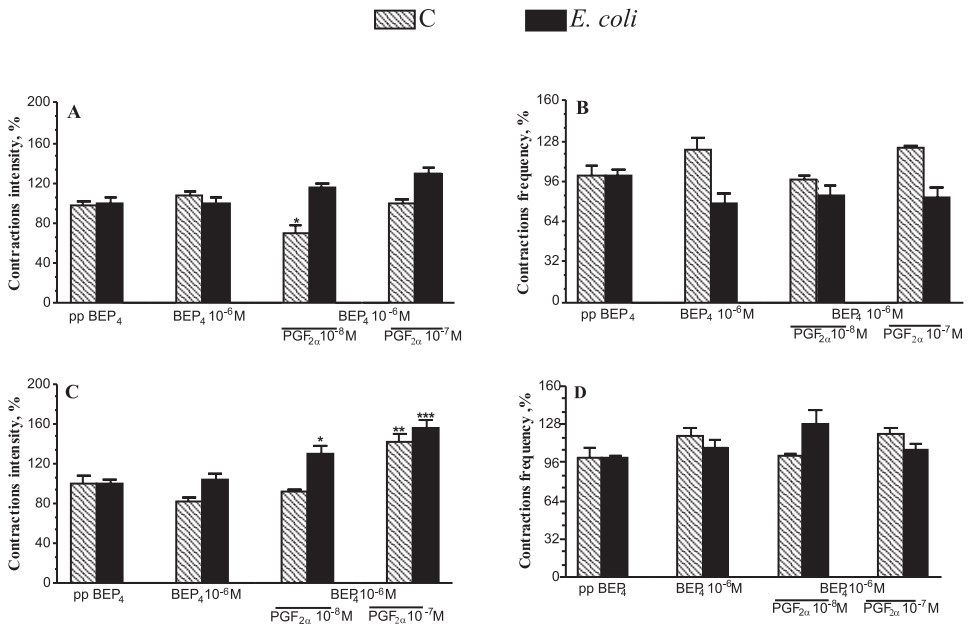 C E. coli
A
Contractions intensity, %
200
160
120
80
40
0
*
pp BEP4 BEP4 10-6M BEP4 10-6M
PGF2α 10-8M PGF2α 10-7M
B
Contractions frequency, %
160
128
96
64
32
0
pp BEP4 BEP4 10-6M BEP4 10-6M
PGF2α 10-8M PGF2α 10-7M
C
Contractions intensity, %
200
160
120
80
40
0
* ** ***
pp BEP4 BEP4 10-6M BEP4 10-6M
PGF2α 10-8M PGF2α 10-7M
D
Contractions frequency ,%
160
128
96
64
32
0
pp BEP4 BEP4 10-6M BEP4 10-6M
PGF2α 10-8M PGF2α 10-7M